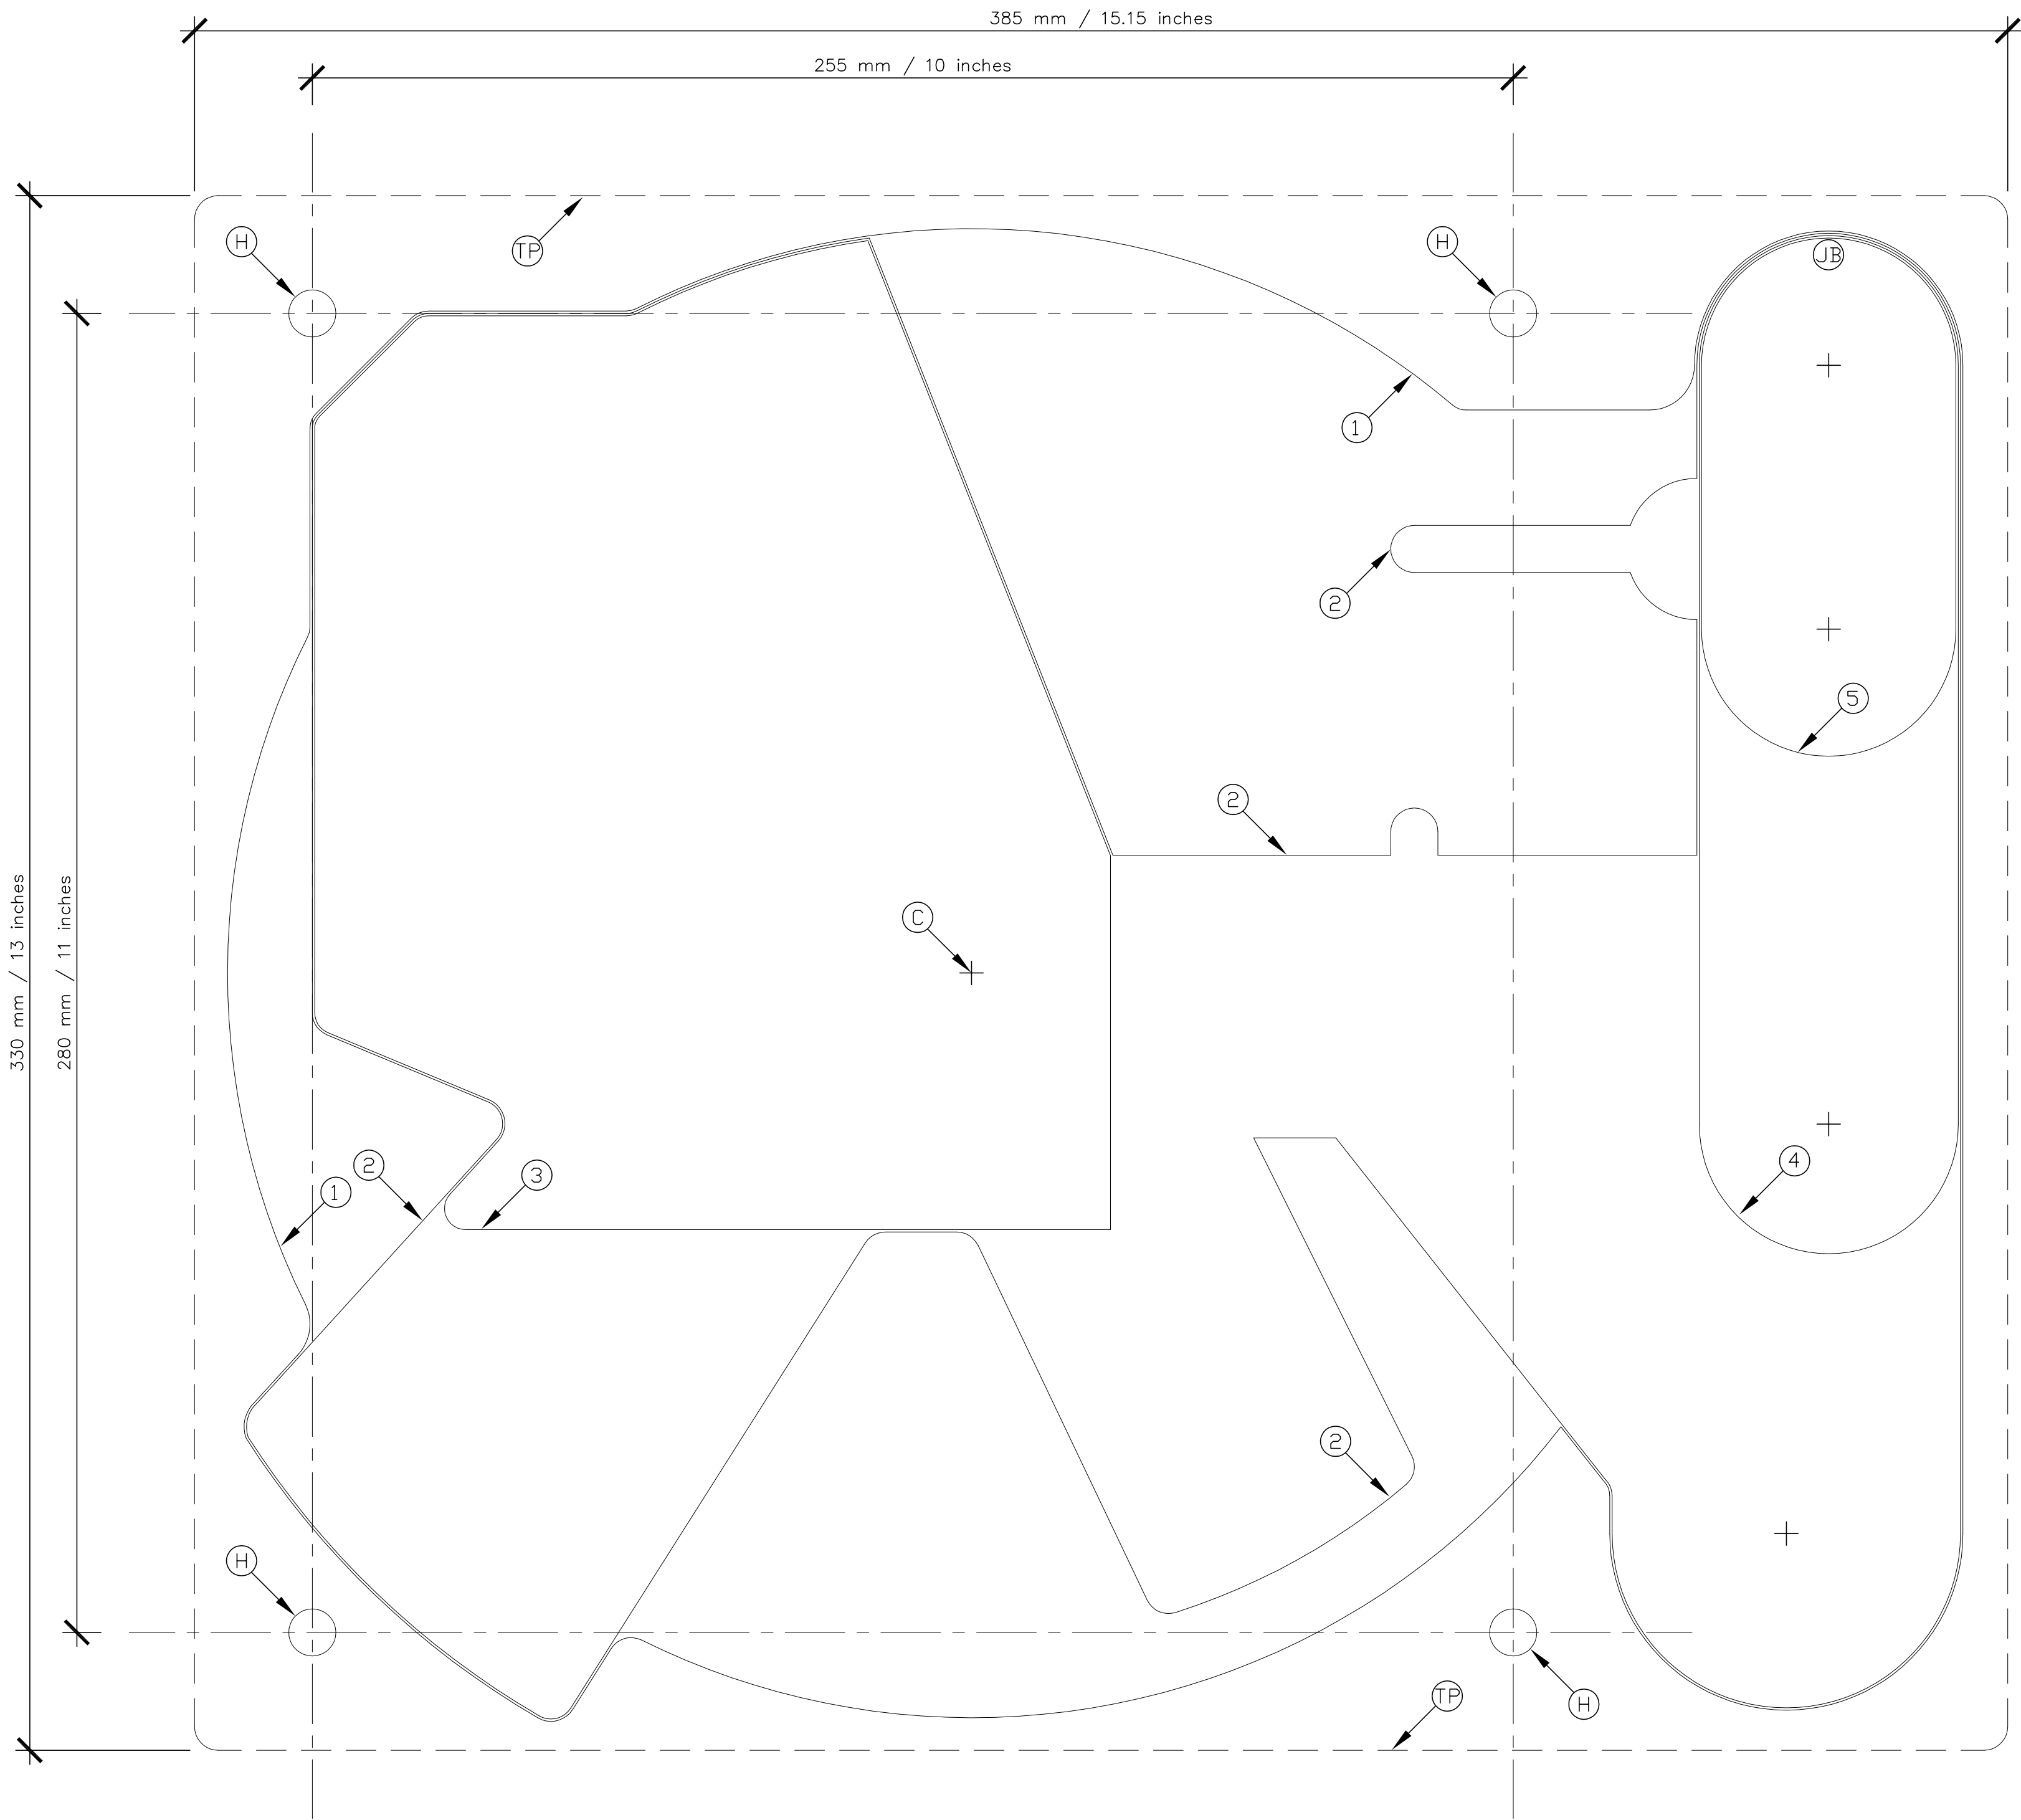 385 mm / 15.15 inches
255 mm / 10 inches
H
TP
H
JB
1
2
5
2
330 mm / 13 inches
280 mm / 11 inches
C
2
1
3
4
2
H
TP
H